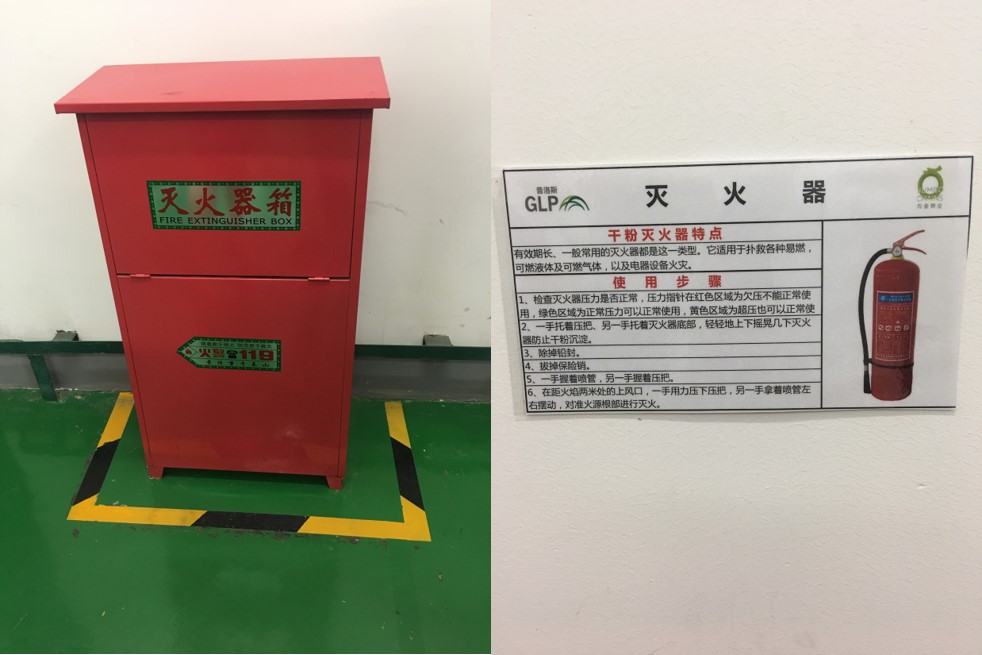 灭火器箱
FIRE EXTINGUISHER BOX
火警 119
普洛斯
GLP
灭 火 器
干粉灭火器特点
有效期长、一般常用的灭火器都是这一类型。它适用于扑救各种易燃，
可燃液体及可燃气体，以及电器设备火灾。
使 用 步 骤
1、检查灭火器压力是否正常，压力指针在红色区域为欠压不能正常使
用，绿色区域为正常压力可以正常使用，黄色区域为超压也可以正常使
2、一手托着压把、另一手托着灭火器底部，轻轻地上下摇晃几下灭火
器防止干粉沉淀。
3、除掉铅封。
4、拔掉保险销。
5、一手握着喷管，另一手握着压把。
6、在距火焰两米处的上风口，一手用力压下压把，另一手拿着喷管左
右摆动，对准火源根部进行灭火。